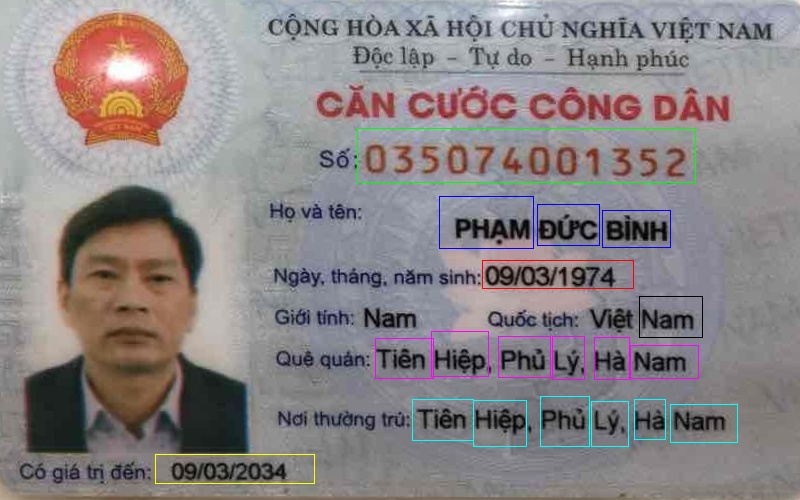 CỘNG HÒA XÃ HỘI CHỦ NGHĨA VIỆT NAM
Độc lập - Tự do - Hạnh phúc
CĂN CƯỚC CÔNG DÂN
VIỆT NAM
Số: 035074001352
Họ và tên: PHẠM ĐỨC BÌNH
Ngày, tháng, năm sinh: 09/03/1974
Giới tính: Nam Quốc tịch: Việt Nam
Quê quán: Tiên Hiệp, Phủ Lý, Hà Nam
Nơi thường trú: Tiên Hiệp, Phủ Lý, Hà Nam
Có giá trị đến: 09/03/2034